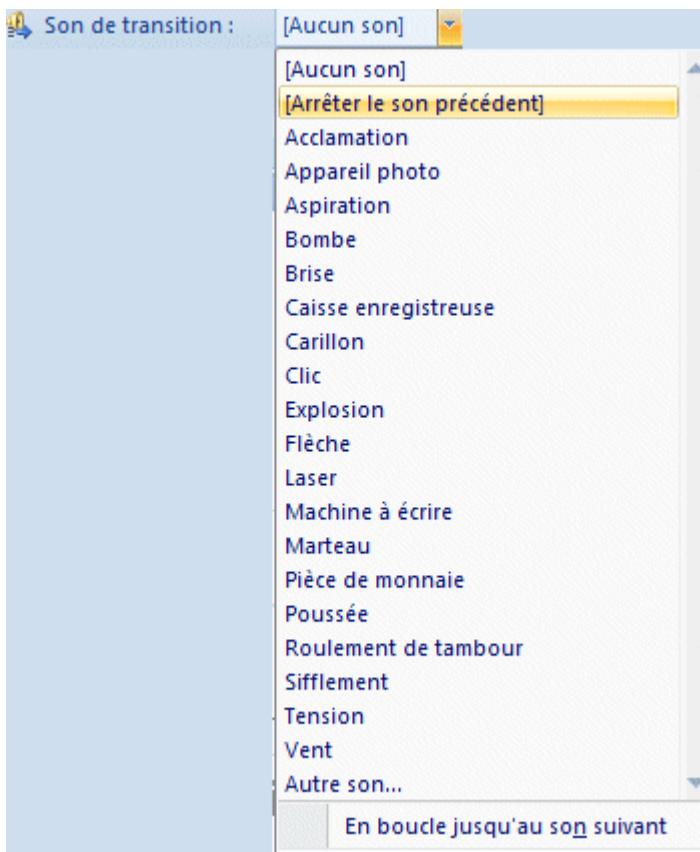 Son de transition : [Aucun son]
[Aucun son]
[Arrêter le son précédent]
Acclamation
Appareil photo
Aspiration
Bombe
Brise
Caisse enregistreuse
Carillon
Clic
Explosion
Flèche
Laser
Machine à écrire
Marteau
Pièce de monnaie
Poussée
Roulement de tambour
Sifflement
Tension
Vent
Autre son...
En boucle jusqu'au son suivant